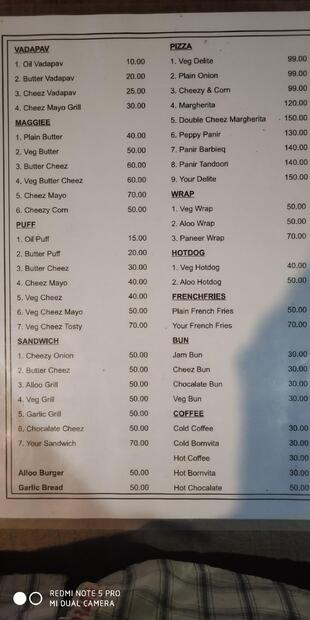 VADAPAV
1. Oil Vadapav 10.00
2. Butter Vadapav 20.00
3. Cheez Vadapav 25.00
4. Cheez Mayo Grill 30.00
MAGGIEE
1. Plain Butter 40.00
2. Veg Butter 50.00
3. Butter Cheez 60.00
4. Veg Butter Cheez 60.00
5. Cheez Mayo 70.00
6. Cheezy Corn 50.00
PUFF
1. Oil Puff 15.00
2. Butter Puff 20.00
3. Butter Cheez 30.00
4. Cheez Mayo 40.00
5. Veg Cheez 40.00
6. Veg Cheez Mayo 50.00
7. Veg Cheez Tosty 70.00
SANDWICH
1. Cheezy Onion 50.00
2. Butter Cheez 50.00
3. Alloo Grill 50.00
4. Veg Grill 50.00
5. Garlic Grill 50.00
6. Chocalate Cheez 50.00
7. Your Sandwich 70.00
Alloo Burger 50.00
Garlic Bread 50.00
PIZZA
1. Veg Delite 99.00
2. Plain Onion 99.00
3. Cheezy & Corn 99.00
4. Margherita 120.00
5. Double Cheez Margherita 150.00
6. Peppy Panir 130.00
7. Panir Barbieq 140.00
8. Panir Tandoori 140.00
9. Your Delite 150.00
WRAP
1. Veg Wrap 50.00
2. Aloo Wrap 50.00
3. Paneer Wrap 70.00
HOTDOG
1. Veg Hotdog 40.00
2. Aloo Hotdog 50.00
FRENCHFRIES
Plain French Fries 50.00
Your French Fries 70.00
BUN
Jam Bun 30.00
Cheez Bun 30.00
Chocalate Bun 30.00
Veg Bun 30.00
COFFEE
Cold Coffee 30.00
Cold Bornvita 30.00
Hot Coffee 30.00
Hot Bornvita 30.00
Hot Chocalate 50.00
REDMI NOTE 5 PRO
MI DUAL CAMERA